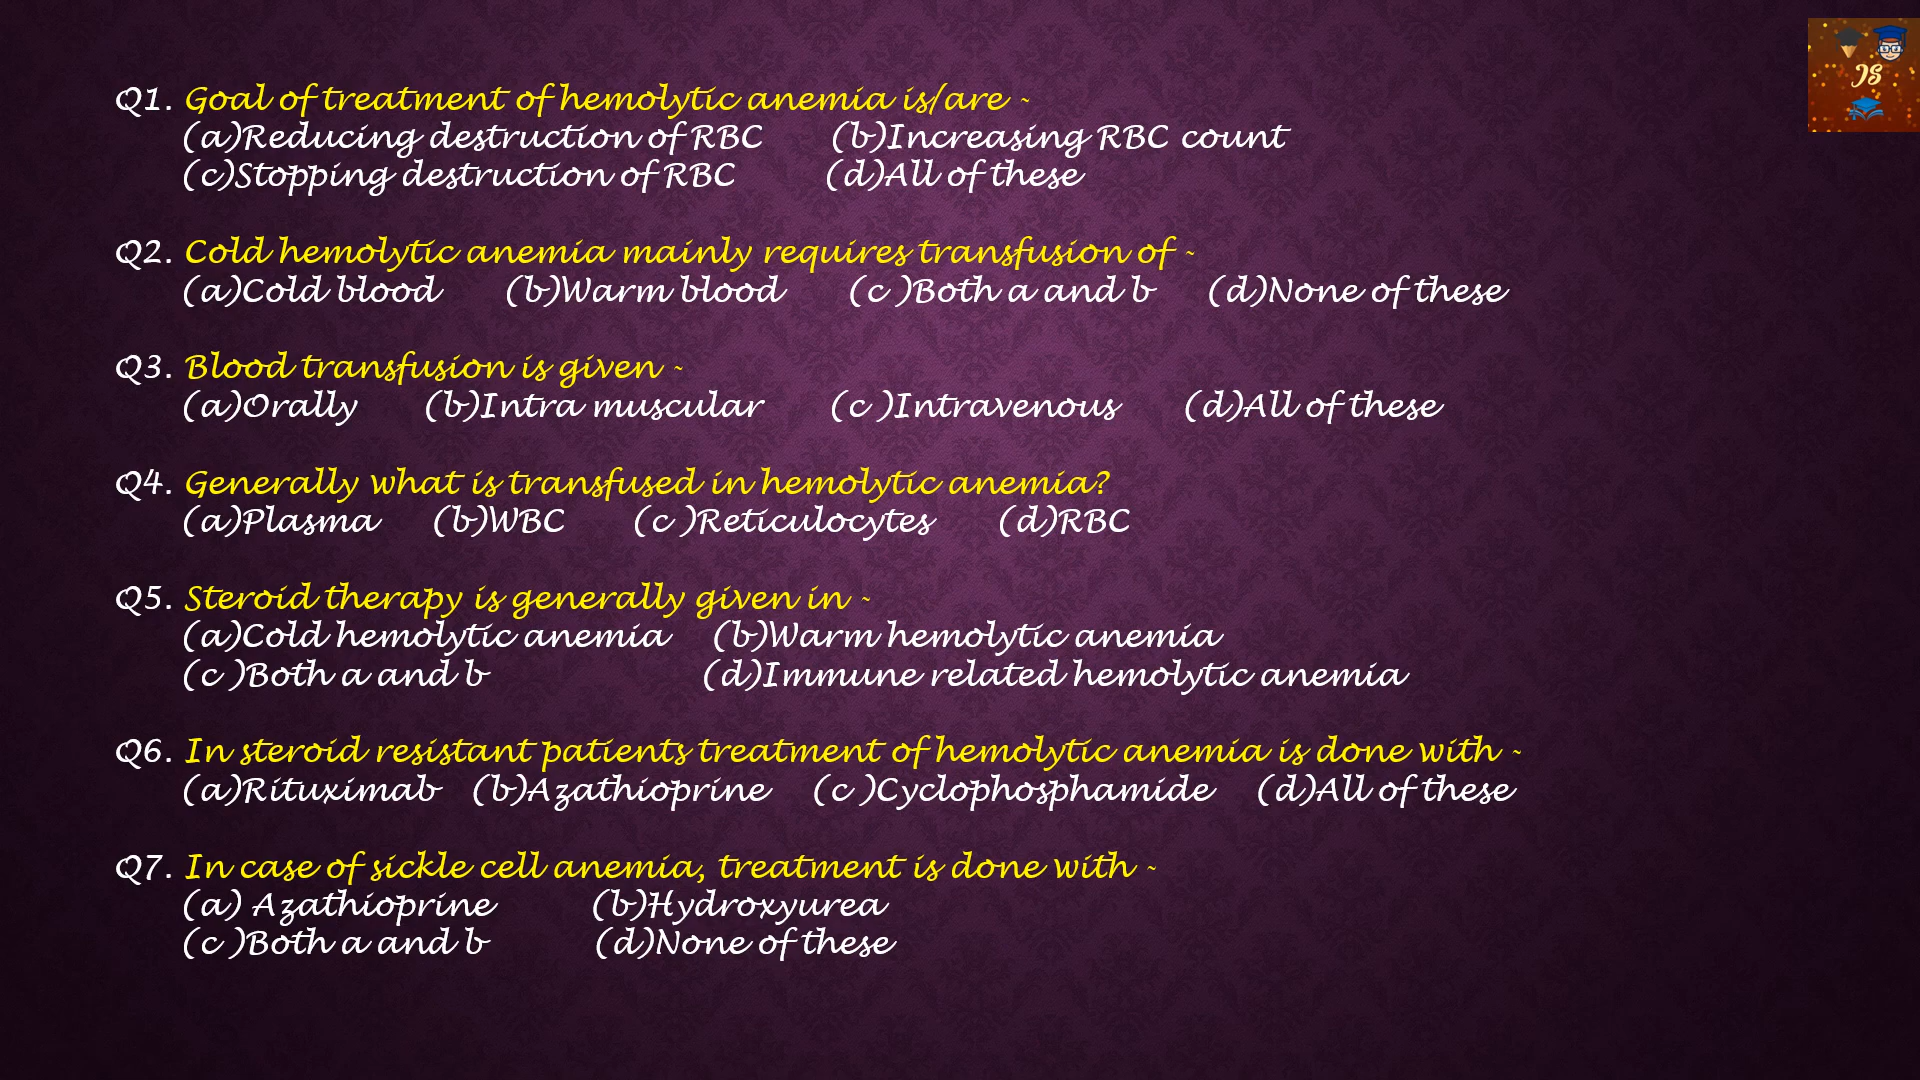 JS
Q1. Goal of treatment of hemolytic anemia is/are -
(a)Reducing destruction of RBC (b)Increasing RBC count
(c)Stopping destruction of RBC (d)All of these
Q2. Cold hemolytic anemia mainly requires transfusion of -
(a)Cold blood (b)Warm blood (c )Both a and b (d)None of these
Q3. Blood transfusion is given -
(a)Orally (b)Intra muscular (c )Intravenous (d)All of these
Q4. Generally what is transfused in hemolytic anemia?
(a)Plasma (b)WBC (c )Reticulocytes (d)RBC
Q5. Steroid therapy is generally given in -
(a)Cold hemolytic anemia (b)Warm hemolytic anemia
(c )Both a and b (d)Immune related hemolytic anemia
Q6. In steroid resistant patients treatment of hemolytic anemia is done with -
(a)Rituximab (b)Azathioprine (c )Cyclophosphamide (d)All of these
Q7. In case of sickle cell anemia, treatment is done with -
(a) Azathioprine (b)Hydroxyurea
(c )Both a and b (d)None of these